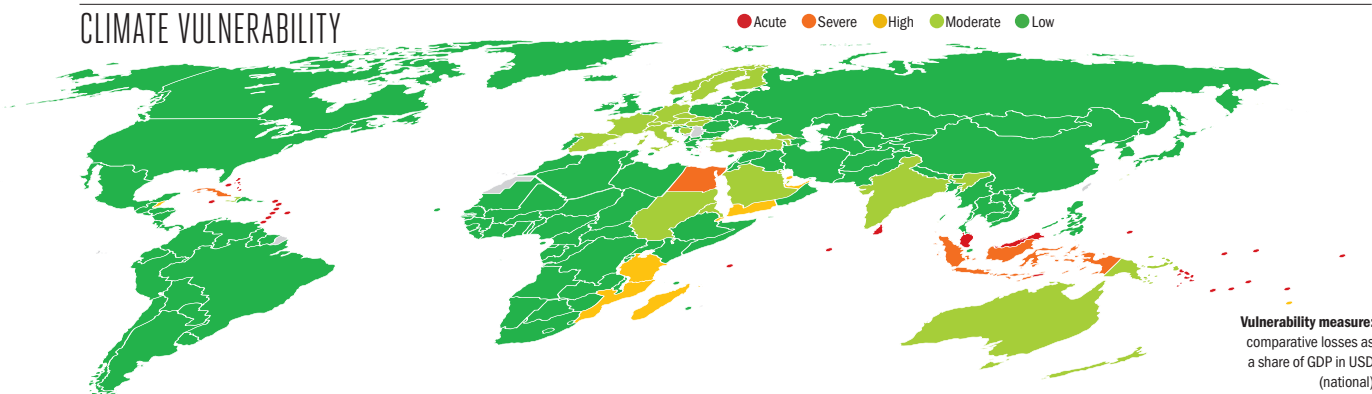 CLIMATE VULNERABILITY
Acute Severe High Moderate Low
Vulnerability measure:
comparative losses as
a share of GDP in USD
(national)